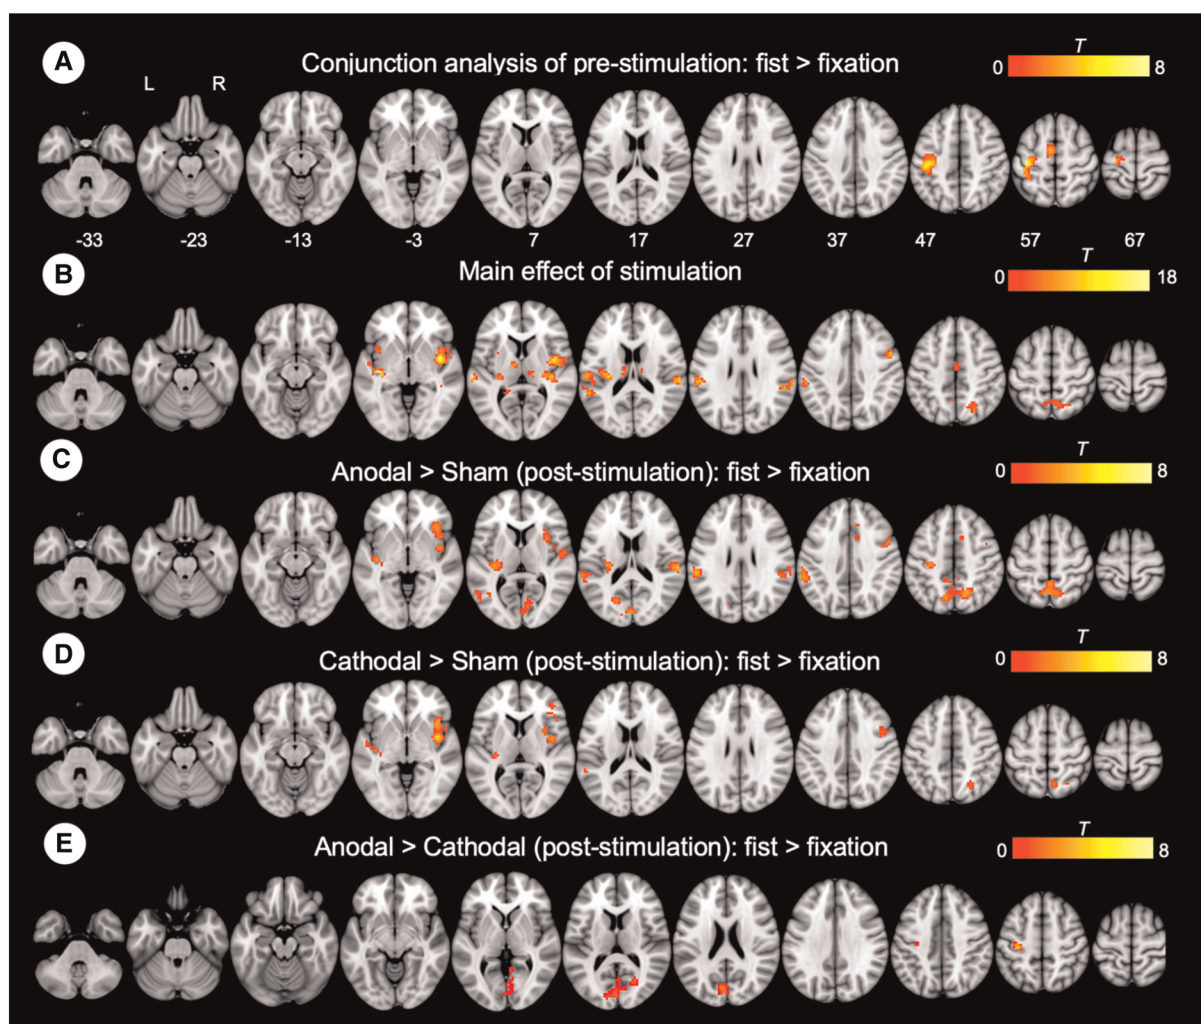 A
Conjunction analysis of pre-stimulation: fist > fixation
T
0 8
L R
-33 -23 -13 -3 7 17 27 37 47 57 67
B
Main effect of stimulation
T
0 18
C
Anodal > Sham (post-stimulation): fist > fixation
T
0 8
D
Cathodal > Sham (post-stimulation): fist > fixation
T
0 8
E
Anodal > Cathodal (post-stimulation): fist > fixation
T
0 8